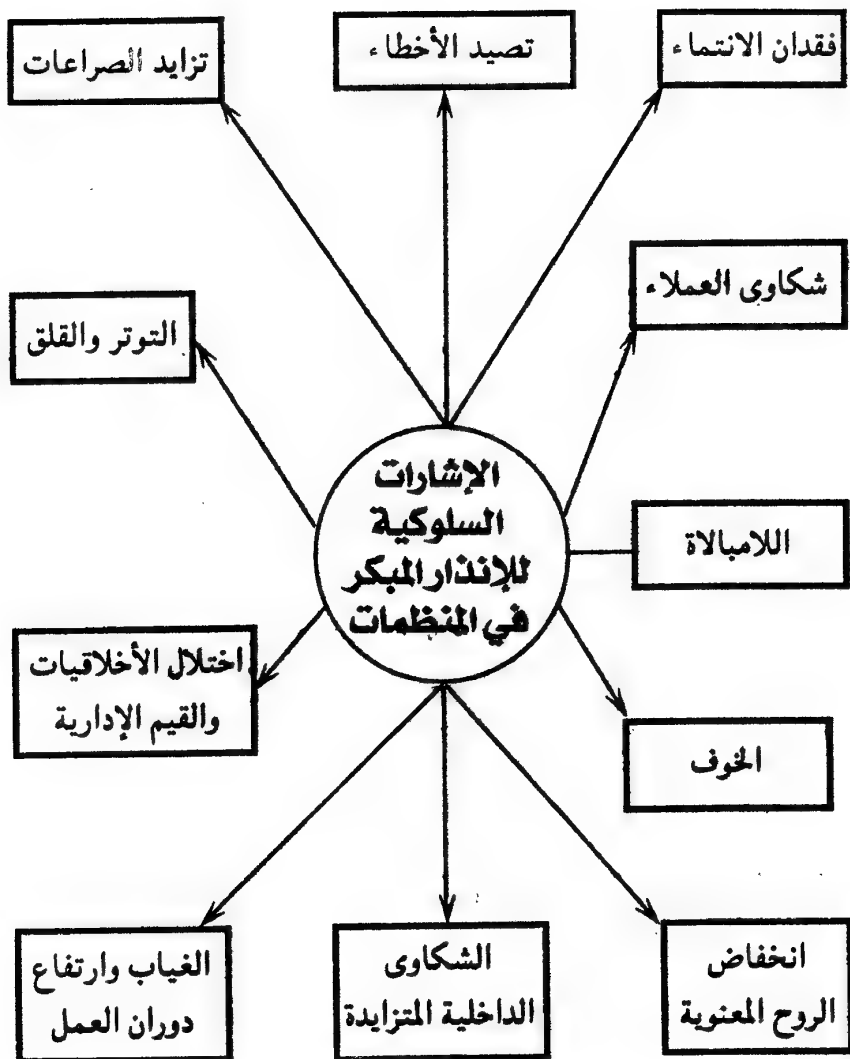 فقدان الانتماء
تصيد الأخطاء
تزايد الصراعات
شكاوى العملاء
التوتر والقلق
الإشارات
السلوكية
للإنذار المبكر
في المنظمات
اللامبالاة
اختلال الأخلاقيات
والقيم الإدارية
الخوف
انخفاض
الروح المعنوية
الشكاوى
الداخلية المتزايدة
الغياب وارتفاع
دوران العمل